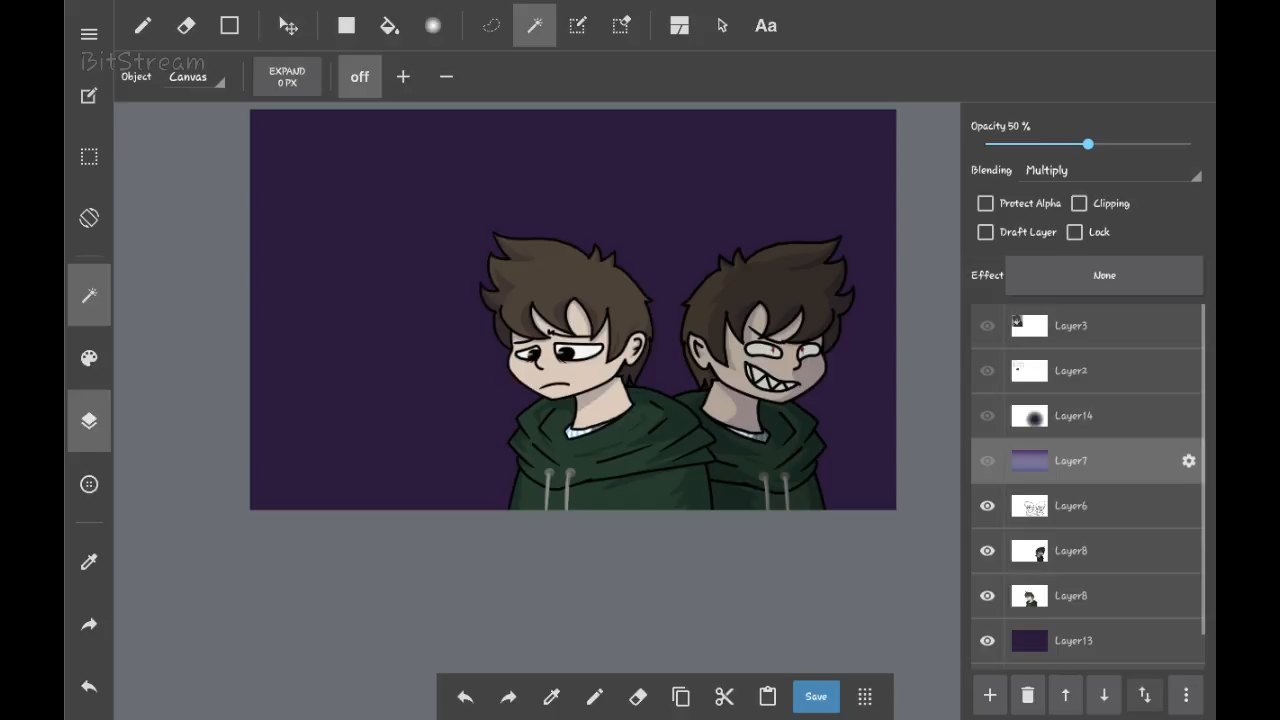 Aa
BitStream
Object Canvas EXPAND 0 PX off + −
Opacity 50 %
Blending Multiply
Protect Alpha Clipping
Draft Layer Lock
Effect None
Layer3
Layer2
Layer14
Layer7
Layer6
Layer8
Layer8
Layer13
Save